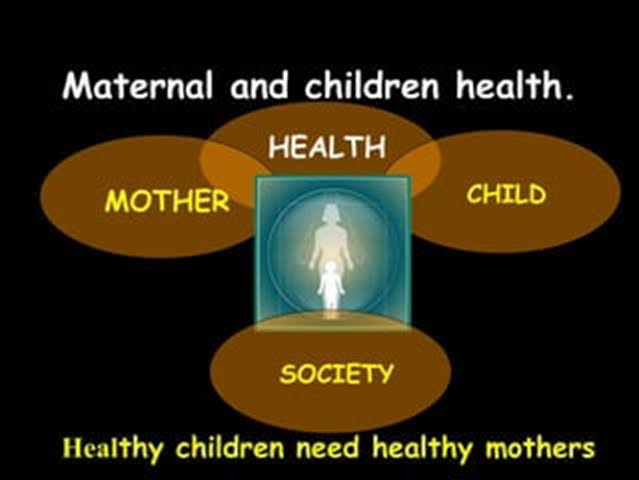 Maternal and children health.
HEALTH
MOTHER
CHILD
SOCIETY
Healthy children need healthy mothers